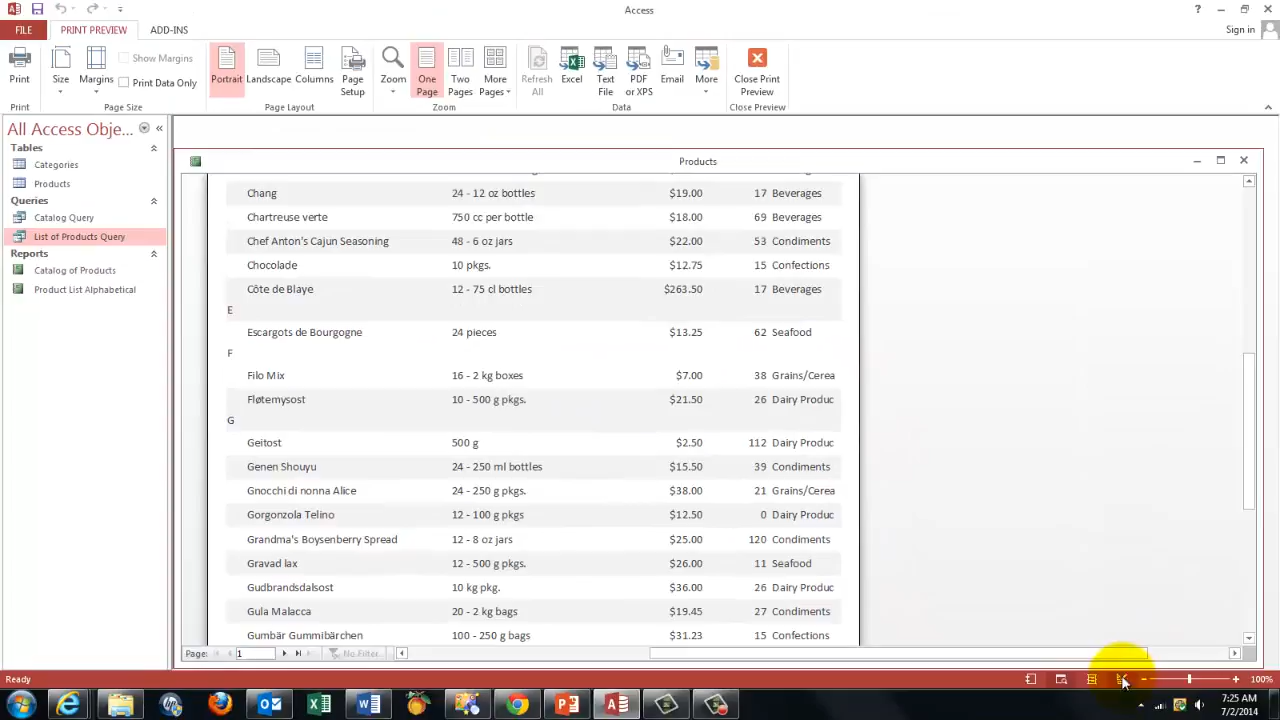 Access
?
Sign in
FILE PRINT PREVIEW ADD-INS
Print Size Margins Show Margins Print Data Only Portrait Landscape Columns Page Setup Zoom One Page Two Pages More Pages Refresh All Excel Text File PDF or XPS Email More Close Print Preview
Print Page Size Page Layout Zoom Data Close Preview
All Access Obje...
Tables
Categories
Products
Queries
Catalog Query
List of Products Query
Reports
Catalog of Products
Product List Alphabetical
Products
Chang 24 - 12 oz bottles $19.00 17 Beverages
Chartreuse verte 750 cc per bottle $18.00 69 Beverages
Chef Anton's Cajun Seasoning 48 - 6 oz jars $22.00 53 Condiments
Chocolade 10 pkgs. $12.75 15 Confections
Côte de Blaye 12 - 75 cl bottles $263.50 17 Beverages
E
Escargots de Bourgogne 24 pieces $13.25 62 Seafood
F
Filo Mix 16 - 2 kg boxes $7.00 38 Grains/Cerea
Fløtemysost 10 - 500 g pkgs. $21.50 26 Dairy Produc
G
Geitost 500 g $2.50 112 Dairy Produc
Genen Shouyu 24 - 250 ml bottles $15.50 39 Condiments
Gnocchi di nonna Alice 24 - 250 g pkgs. $38.00 21 Grains/Cerea
Gorgonzola Telino 12 - 100 g pkgs $12.50 0 Dairy Produc
Grandma's Boysenberry Spread 12 - 8 oz jars $25.00 120 Condiments
Gravad lax 12 - 500 g pkgs. $26.00 11 Seafood
Gudbrandsdalsost 10 kg pkg. $36.00 26 Dairy Produc
Gula Malacca 20 - 2 kg bags $19.45 27 Condiments
Gumbär Gummibärchen 100 - 250 g bags $31.23 15 Confections
Page: 1 No Filter
Ready 100%
7:25 AM
7/2/2014